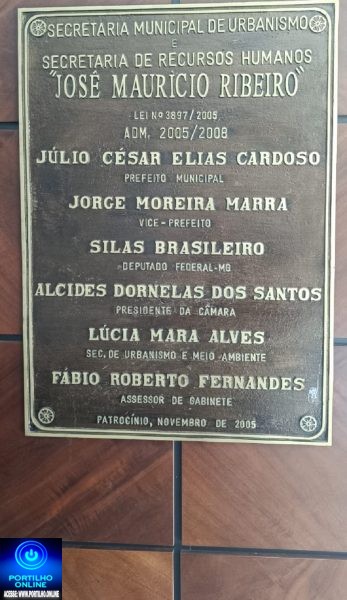 SECRETARIA MUNICIPAL DE URBANISMO
E
SECRETARIA DE RECURSOS HUMANOS
"JOSÉ MAURÍCIO RIBEIRO"
LEI Nº 3897/2005
ADM. 2005/2008
JÚLIO CÉSAR ELIAS CARDOSO
PREFEITO MUNICIPAL
JORGE MOREIRA MARRA
VICE-PREFEITO
SILAS BRASILEIRO
DEPUTADO FEDERAL-MG
ALCIDES DORNELAS DOS SANTOS
PRESIDENTE DA CÂMARA
LÚCIA MARA ALVES
SEC. DE URBANISMO E MEIO AMBIENTE
FÁBIO ROBERTO FERNANDES
ASSESSOR DE GABINETE
PATROCÍNIO, NOVEMBRO DE 2005
PORTILHO
ONLINE
ACESSE: WWW.PORTILHO.ONLINE